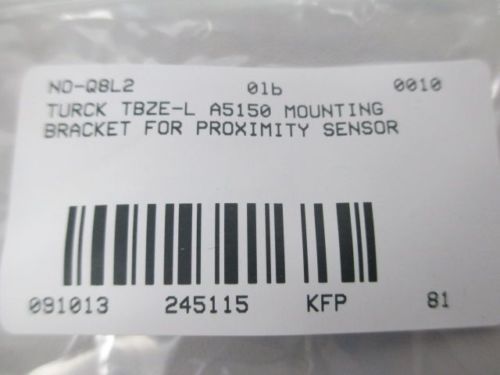 NO-Q8L2 01b 0010
TURCK TBZE-L A5150 MOUNTING
BRACKET FOR PROXIMITY SENSOR
091013 245115 KFP 81